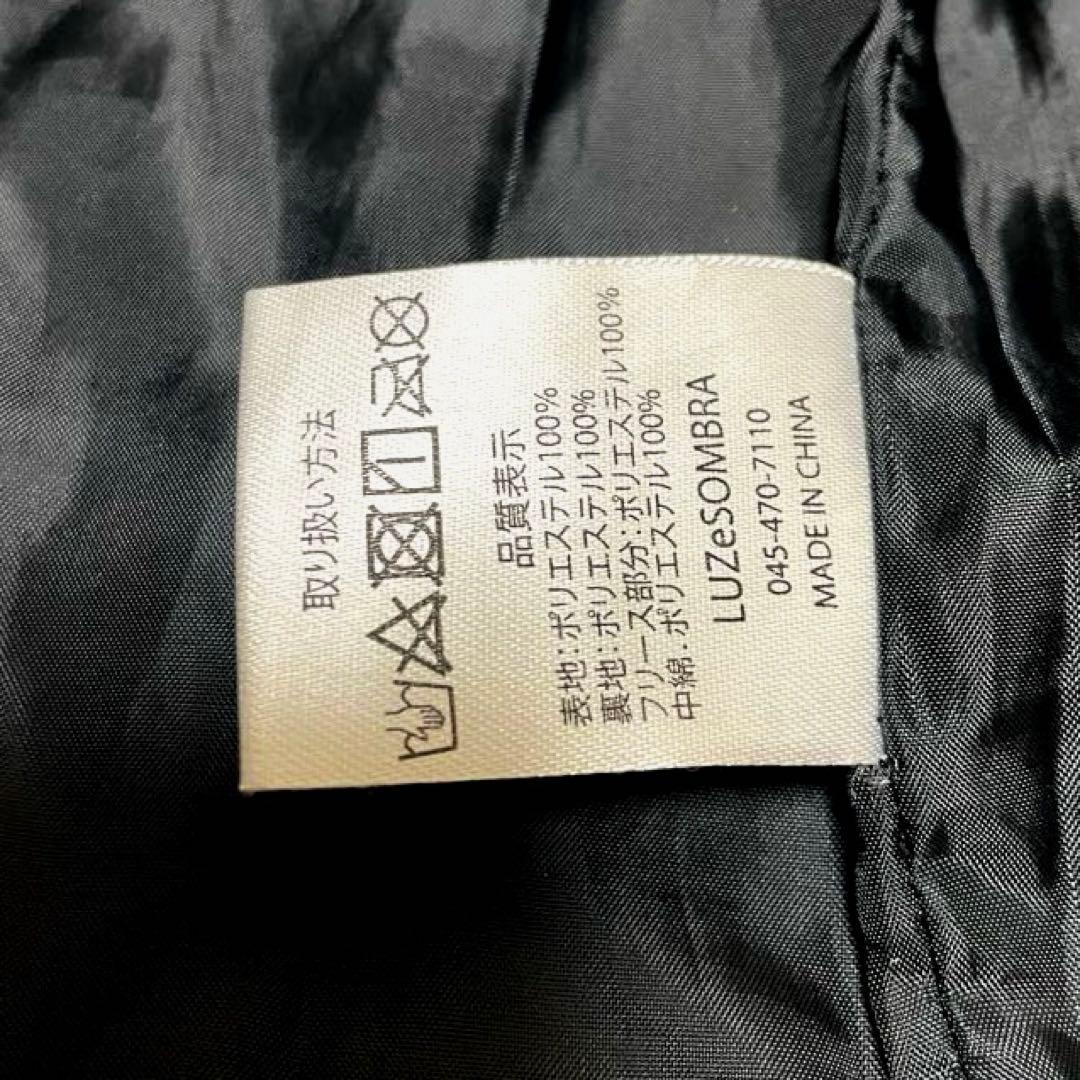 取り扱い方法
品質表示
表地:ポリエステル100%
裏地:ポリエステル100%
フリース部分:ポリエステル100%
中綿:ポリエステル100%
LUZeSOMBRA
045-470-7110
MADE IN CHINA